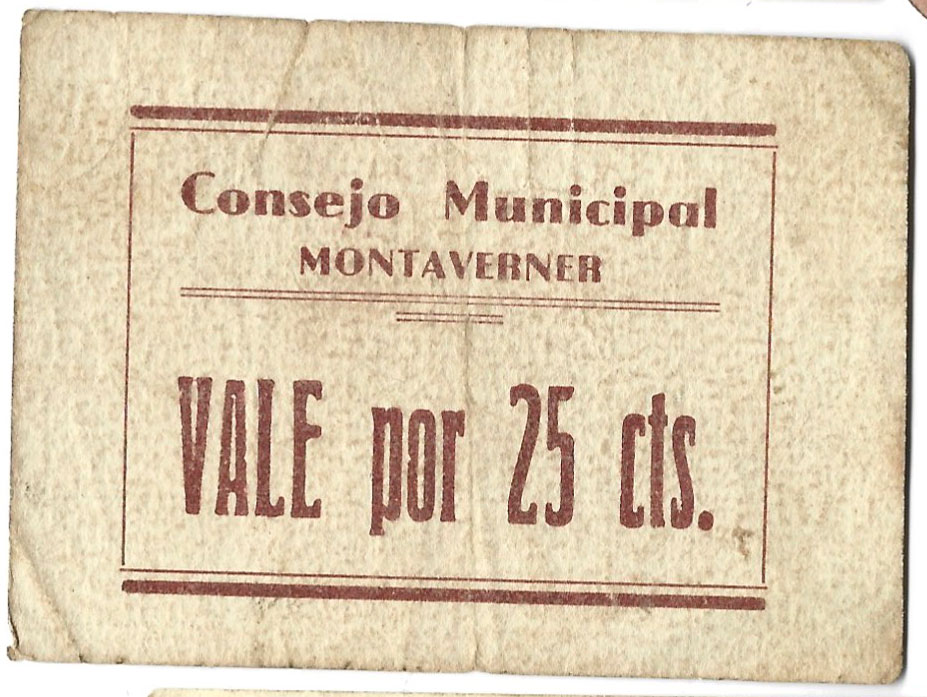 Consejo Municipal
MONTAVERNER
VALE por 25 cts.